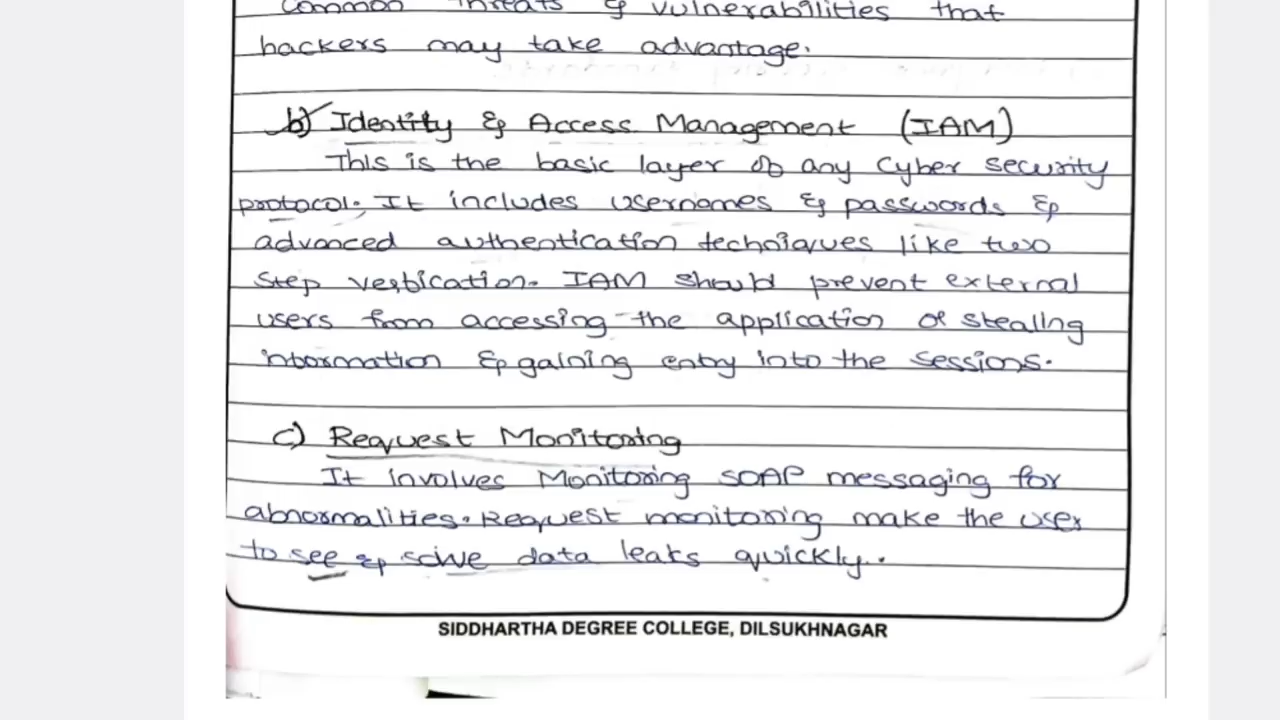 common threats & vulnerabilities that
hackers may take advantage.
b) Identity & Access Management (IAM)
This is the basic layer of any cyber security
protocol. It includes usernames & passwords &
advanced authentication techniques like two
step verification. IAM should prevent external
users from accessing the application or stealing
information & gaining entry into the sessions.
c) Request Monitoring
It involves Monitoring SOAP messaging for
abnormalities. Request monitoring make the user
to see & solve data leaks quickly.
SIDDHARTHA DEGREE COLLEGE, DILSUKHNAGAR